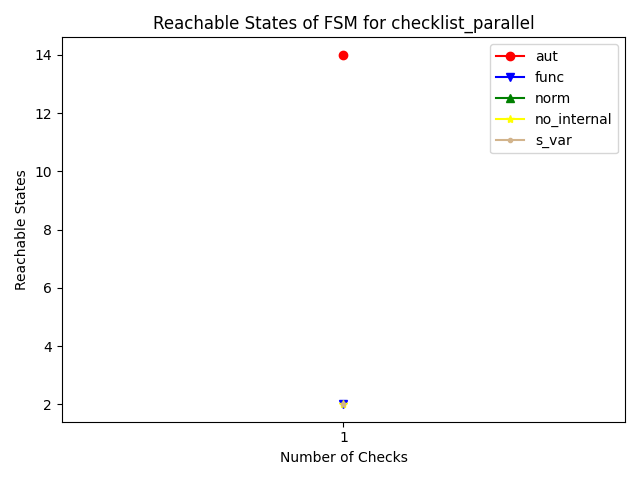 Reachable States of FSM for checklist_parallel
14
12
10
8
6
4
2
Reachable States
1
Number of Checks
aut
func
norm
no_internal
s_var